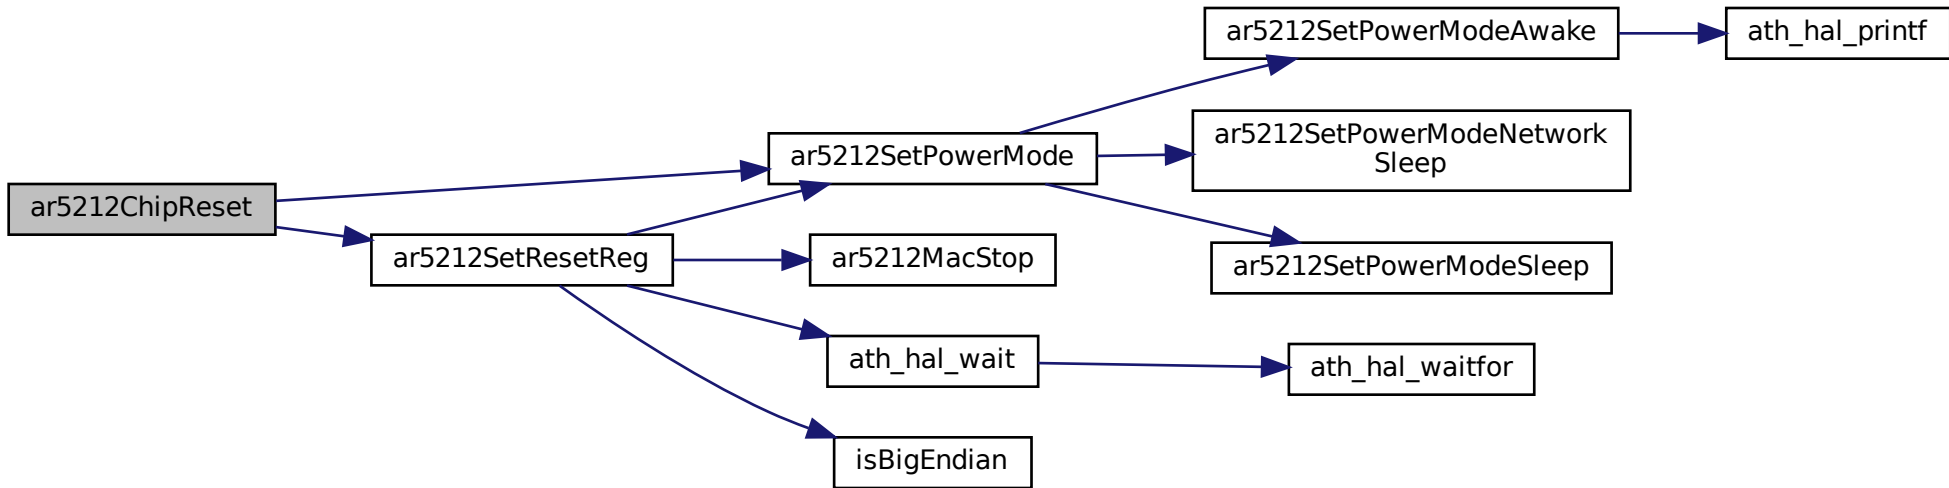 ar5212SetPowerModeAwake
ath_hal_printf
ar5212SetPowerModeNetwork
Sleep
ar5212SetPowerMode
ar5212ChipReset
ar5212SetResetReg
ar5212MacStop
ar5212SetPowerModeSleep
ath_hal_wait
ath_hal_waitfor
isBigEndian